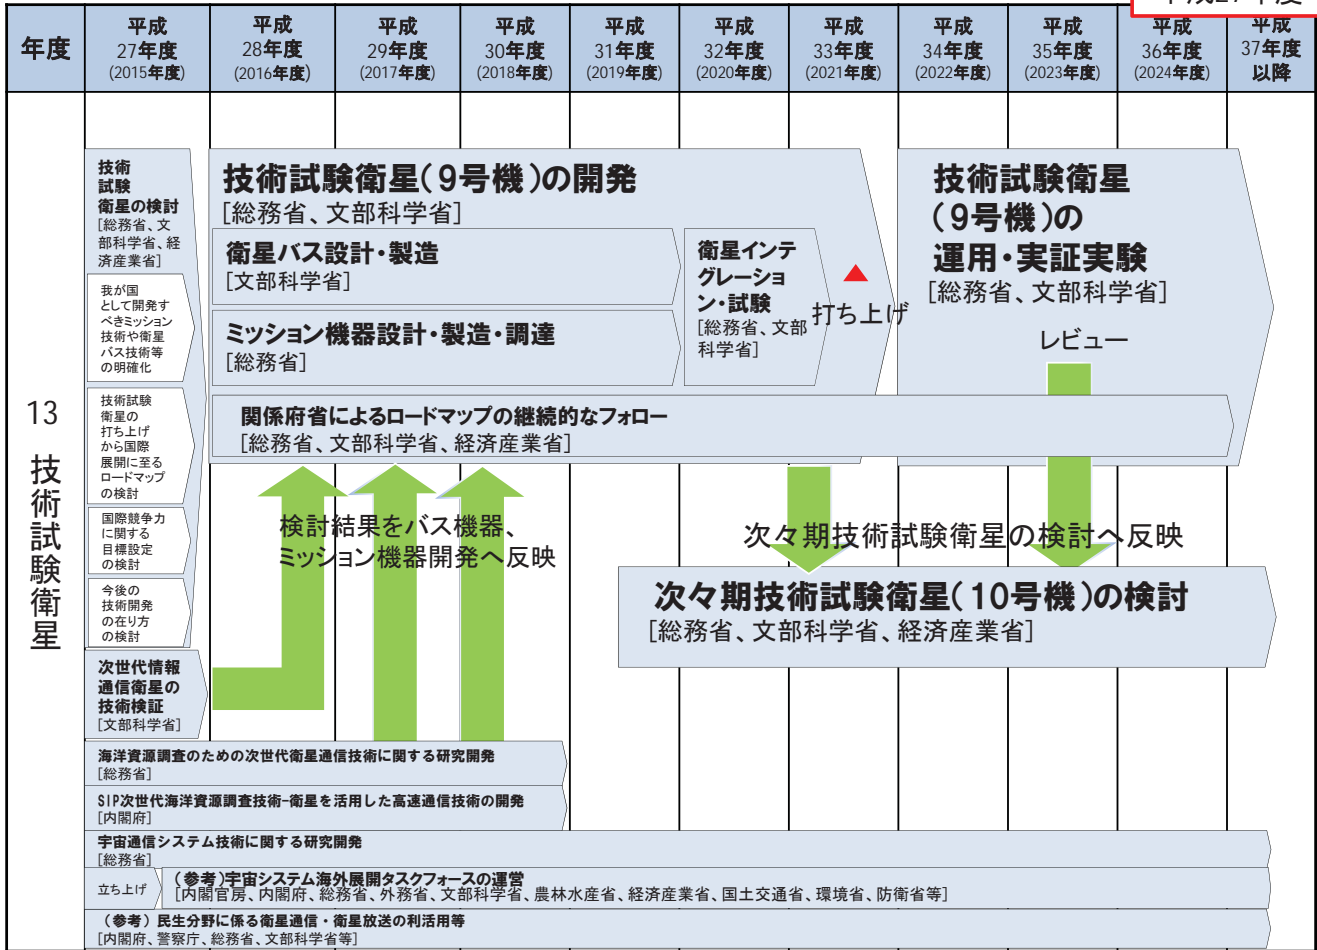 平成27年度
年度
平成
27年度
(2015年度)
平成
28年度
(2016年度)
平成
29年度
(2017年度)
平成
30年度
(2018年度)
平成
31年度
(2019年度)
平成
32年度
(2020年度)
平成
33年度
(2021年度)
平成
34年度
(2022年度)
平成
35年度
(2023年度)
平成
36年度
(2024年度)
平成
37年度
以降
13 技術試験衛星
技術
試験
衛星の検討
[総務省、文
部科学省、経
済産業省]
我が国
として開発す
べきミッション
技術や衛星
バス技術等
の明確化
技術試験
衛星の
打ち上げ
から国際
展開に至る
ロードマップ
の検討
国際競争力
に関する
目標設定
の検討
今後の
技術開発
の在り方
の検討
次世代情報
通信衛星の
技術検証
[文部科学省]
技術試験衛星(9号機)の開発
[総務省、文部科学省]
衛星バス設計・製造
[文部科学省]
ミッション機器設計・製造・調達
[総務省]
衛星インテ
グレーショ
ン・試験
[総務省、文部
科学省]
打ち上げ
技術試験衛星
(9号機)の
運用・実証実験
[総務省、文部科学省]
レビュー
関係府省によるロードマップの継続的なフォロー
[総務省、文部科学省、経済産業省]
検討結果をバス機器、
ミッション機器開発へ反映
次々期技術試験衛星の検討へ反映
次々期技術試験衛星(10号機)の検討
[総務省、文部科学省、経済産業省]
海洋資源調査のための次世代衛星通信技術に関する研究開発
[総務省]
SIP次世代海洋資源調査技術-衛星を活用した高速通信技術の開発
[内閣府]
宇宙通信システム技術に関する研究開発
[総務省]
立ち上げ
(参考)宇宙システム海外展開タスクフォースの運営
[内閣官房、内閣府、総務省、外務省、文部科学省、農林水産省、経済産業省、国土交通省、環境省、防衛省等]
(参考)民生分野に係る衛星通信・衛星放送の利活用等
[内閣府、警察庁、総務省、文部科学省等]